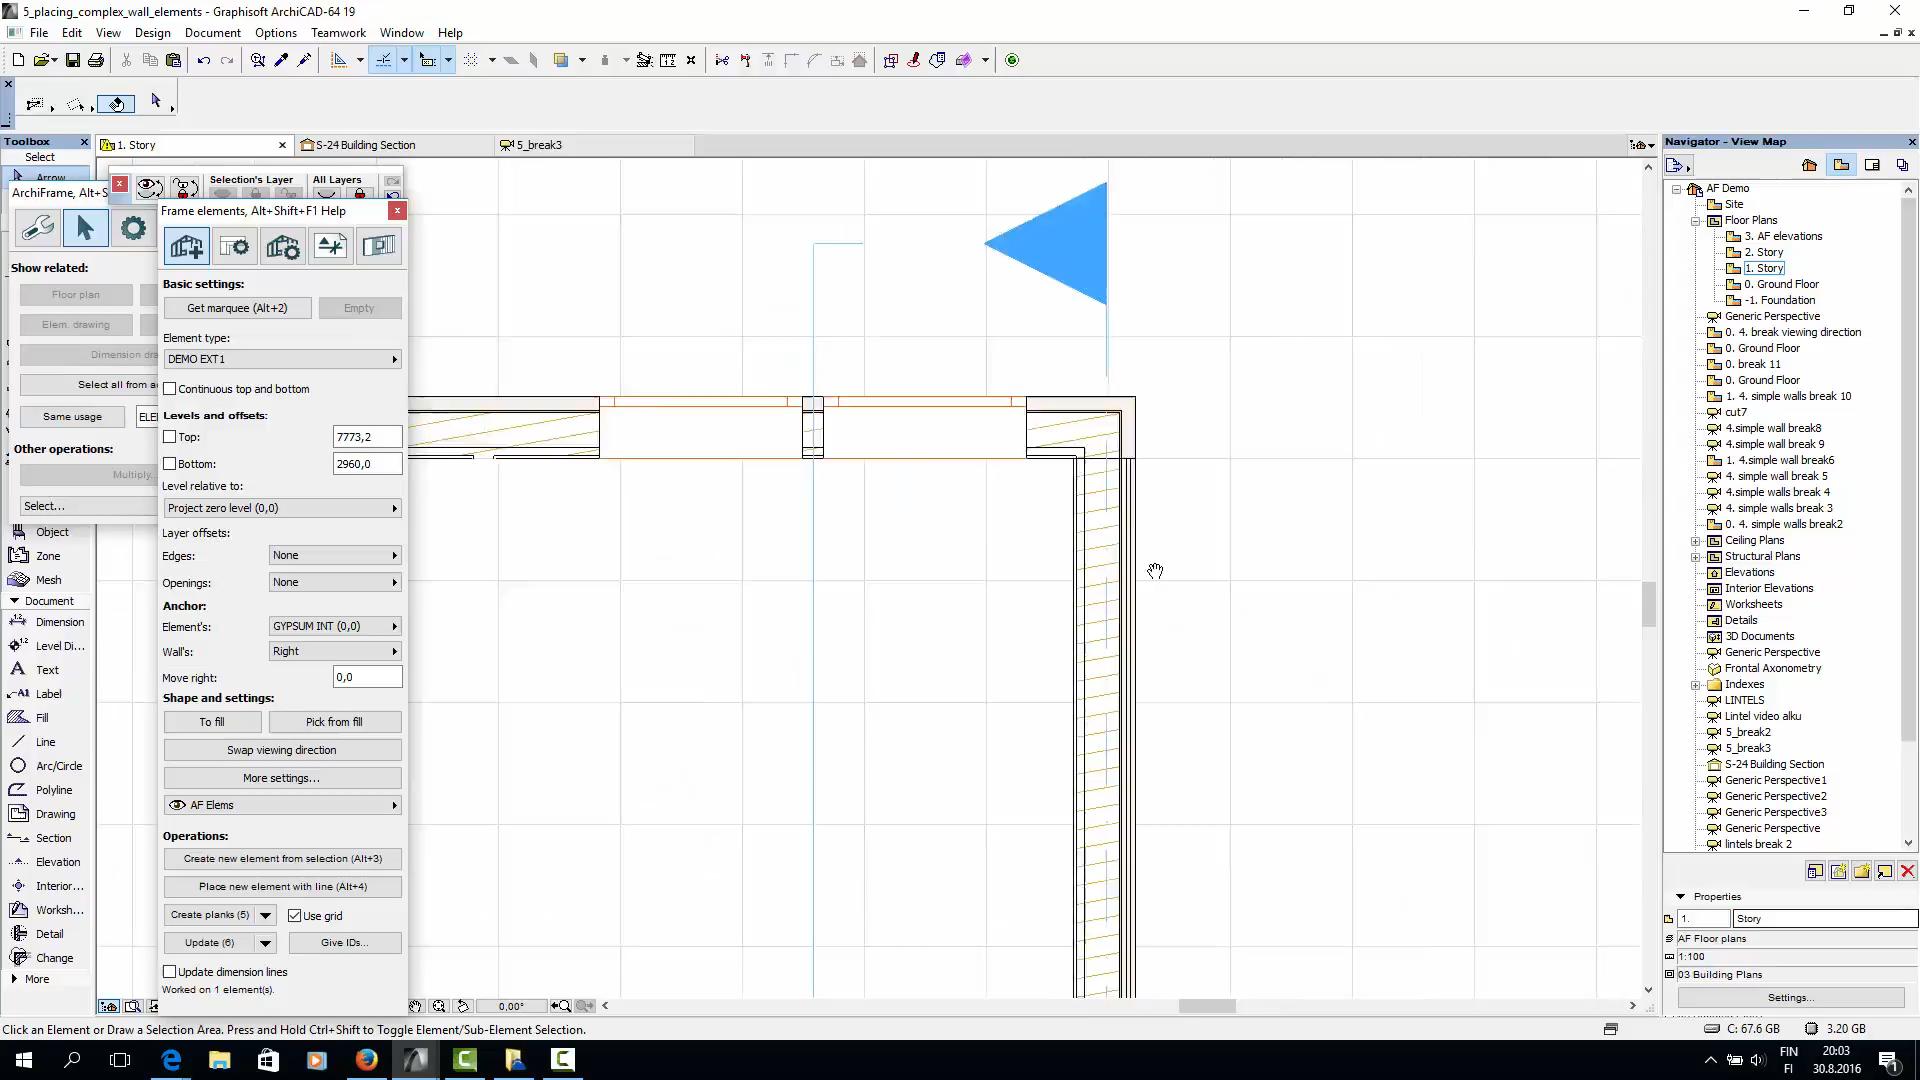 5_placing_complex_wall_elements - Graphisoft ArchiCAD-64 19
File Edit View Design Document Options Teamwork Window Help
Toolbox
Select
Arrow
1. Story
S-24 Building Section
5_break3
ArchiFrame, Alt+S
Selection's Layer
All Layers
Show related:
Floor plan
Elem. drawing
Dimension dra
Select all from a
Same usage
ELE
Other operations:
Multiply...
Select...
Frame elements, Alt+Shift+F1 Help
Basic settings:
Get marquee (Alt+2)
Empty
Element type:
DEMO EXT1
Continuous top and bottom
Levels and offsets:
Top:
7773,2
Bottom:
2960,0
Level relative to:
Project zero level (0,0)
Layer offsets:
Edges:
None
Openings:
None
Anchor:
Element's:
GYPSUM INT (0,0)
Wall's:
Right
Move right:
0,0
Shape and settings:
To fill
Pick from fill
Swap viewing direction
More settings...
AF Elems
Operations:
Create new element from selection (Alt+3)
Place new element with line (Alt+4)
Create planks (5)
Use grid
Update (6)
Give IDs...
Update dimension lines
Worked on 1 element(s).
Object
Zone
Mesh
Document
Dimension
Level Di...
Text
Label
Fill
Line
Arc/Circle
Polyline
Drawing
Section
Elevation
Interior...
Worksh...
Detail
Change
More
0,00°
Navigator - View Map
AF Demo
Site
Floor Plans
3. AF elevations
2. Story
1. Story
0. Ground Floor
-1. Foundation
Generic Perspective
0. 4. break viewing direction
0. Ground Floor
0. break 11
0. Ground Floor
1. 4. simple walls break 10
cut7
4.simple wall break8
4.simple wall break 9
1. 4.simple wall break6
4. simple walls break 5
4.simple walls break 4
4. simple walls break 3
0. 4. simple walls break2
Ceiling Plans
Structural Plans
Elevations
Interior Elevations
Worksheets
Details
3D Documents
Generic Perspective
Frontal Axonometry
Indexes
LINTELS
Lintel video alku
5_break2
5_break3
S-24 Building Section
Generic Perspective1
Generic Perspective2
Generic Perspective3
Generic Perspective
lintels break 2
Properties
1.
Story
AF Floor plans
1:100
03 Building Plans
Settings...
Click an Element or Draw a Selection Area. Press and Hold Ctrl+Shift to Toggle Element/Sub-Element Selection.
C: 67.6 GB
3.20 GB
FIN
FI
20:03
30.8.2016
1